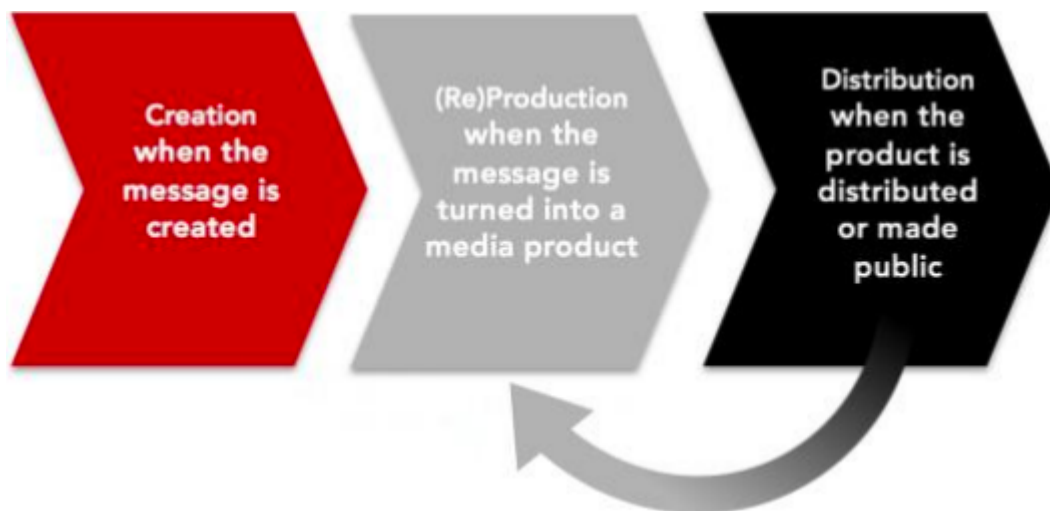 Creation
when the
message is
created
(Re)Production
when the
message is
turned into a
media product
Distribution
when the
product is
distributed
or made
public